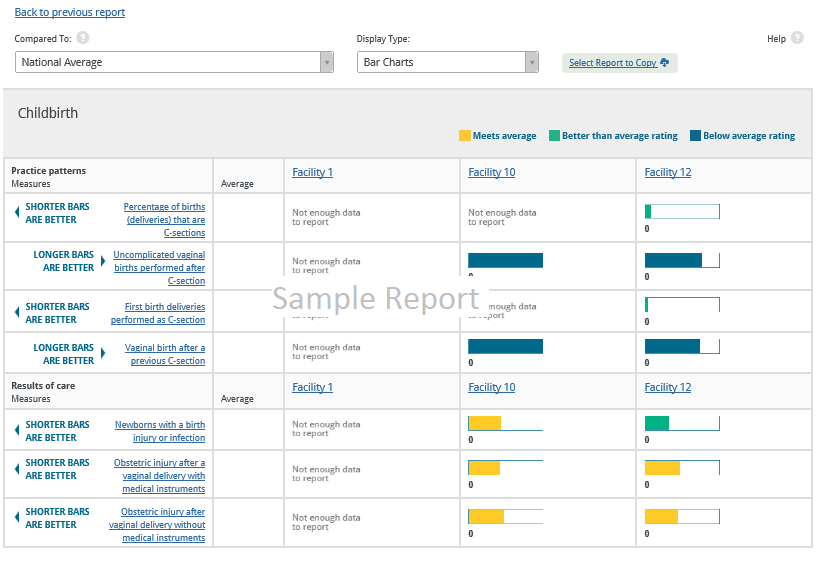 Back to previous report
Compared To: ?
Display Type:
Help ?
National Average
Bar Charts
Select Report to Copy
Childbirth
Meets average
Better than average rating
Below average rating
Practice patterns
Measures
Average
Facility 1
Facility 10
Facility 12
SHORTER BARS
ARE BETTER
Percentage of births
(deliveries) that are
C-sections
Not enough data
to report
Not enough data
to report
0
LONGER BARS
ARE BETTER
Uncomplicated vaginal
births performed after
C-section
Not enough data
to report
0
0
Sample Report
SHORTER BARS
ARE BETTER
First birth deliveries
performed as C-section
to report
enough data
report
0
LONGER BARS
ARE BETTER
Vaginal birth after a
previous C-section
Not enough data
to report
0
0
Results of care
Measures
Average
Facility 1
Facility 10
Facility 12
SHORTER BARS
ARE BETTER
Newborns with a birth
injury or infection
Not enough data
to report
0
0
SHORTER BARS
ARE BETTER
Obstetric injury after a
vaginal delivery with
medical instruments
Not enough data
to report
0
0
SHORTER BARS
ARE BETTER
Obstetric injury after
vaginal delivery without
medical instruments
Not enough data
to report
0
0